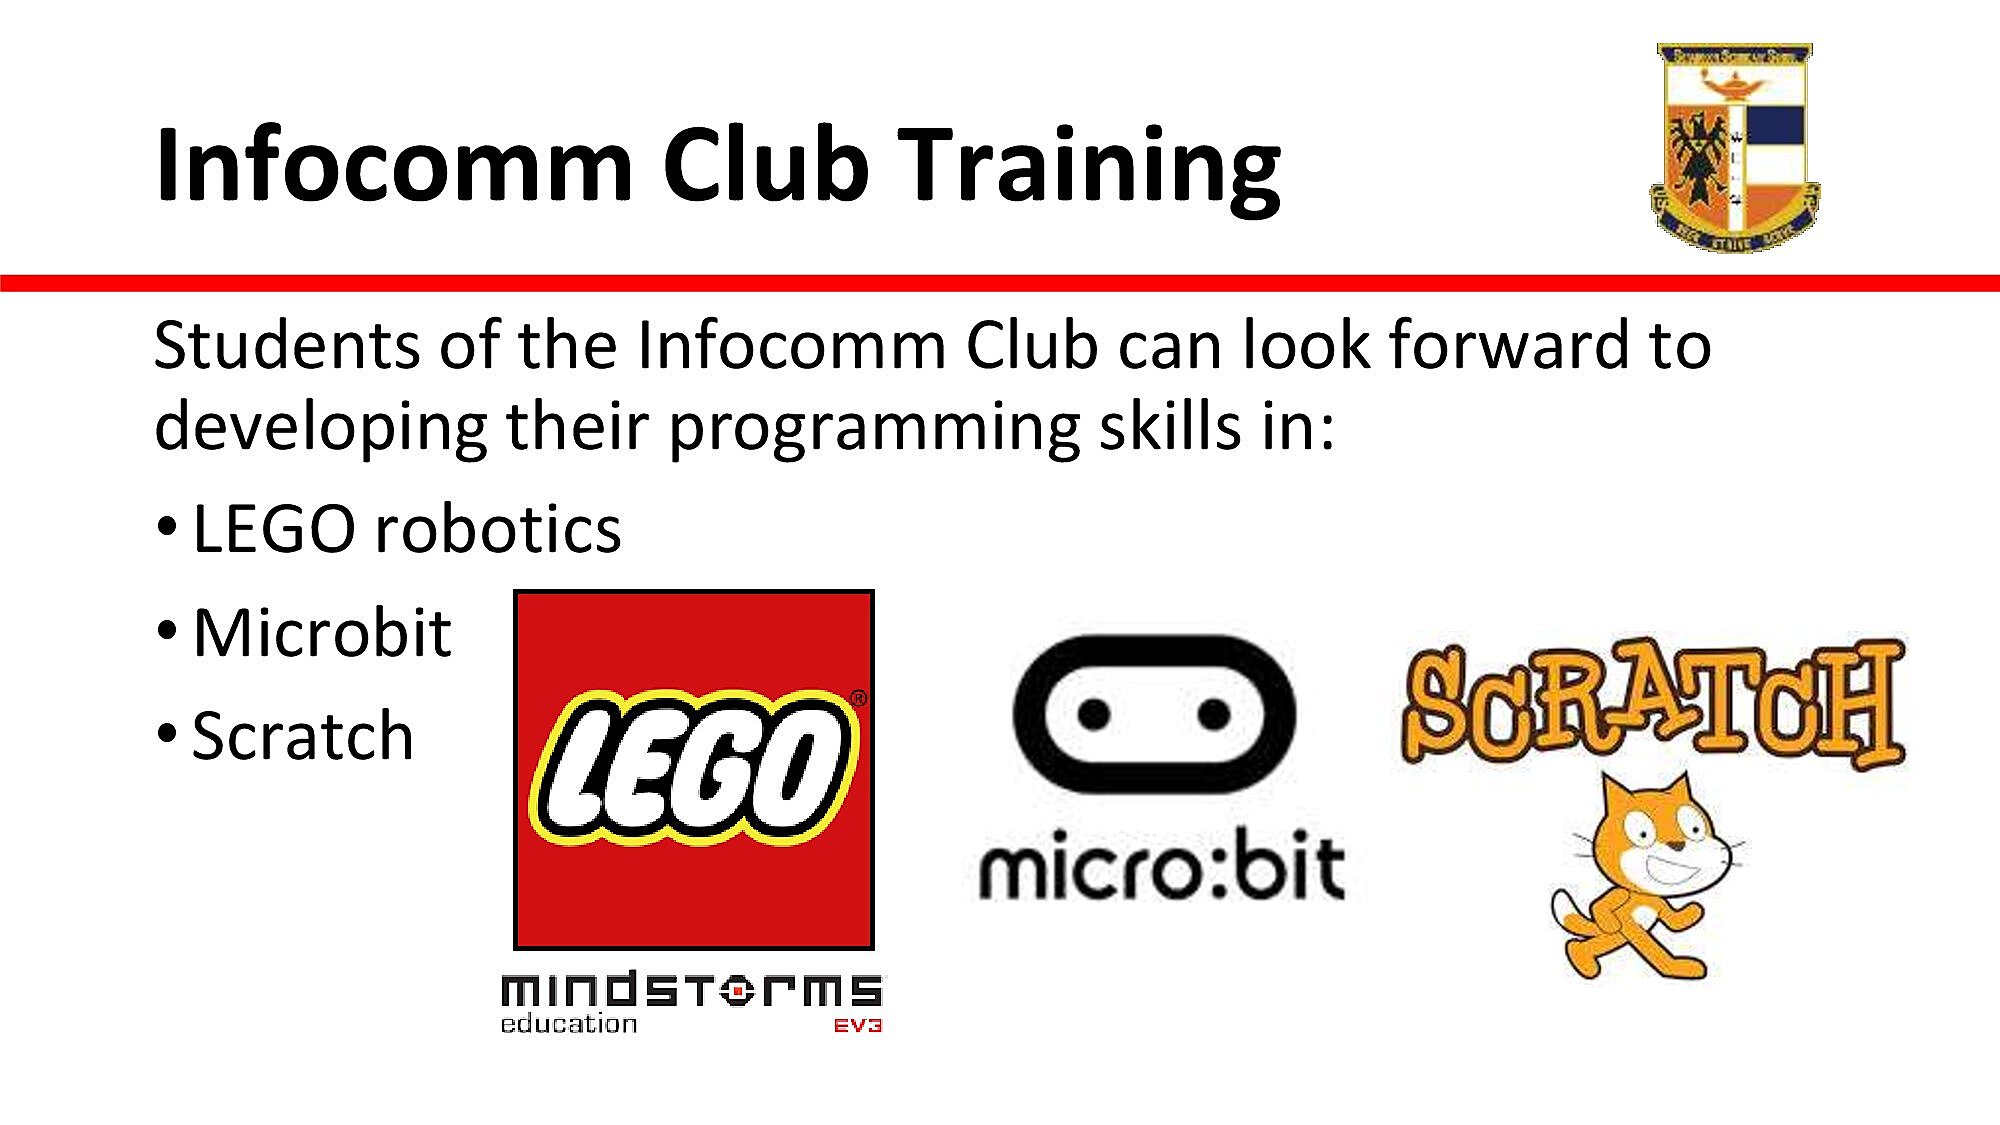 Infocomm Club Training
Students of the Infocomm Club can look forward to
developing their programming skills in:
• LEGO robotics
• Microbit
• Scratch
LEGO ®
mindstorms
education EV3
micro:bit
SCRATCH